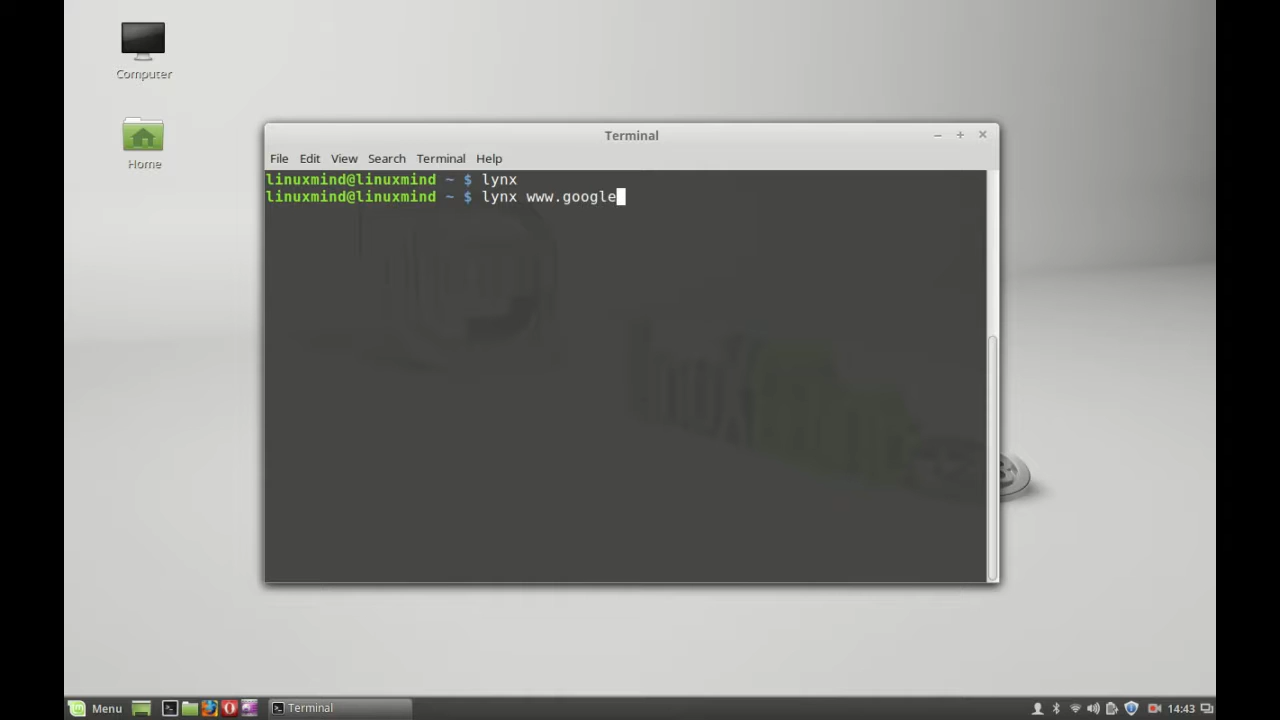 Computer
Home
Terminal
File Edit View Search Terminal Help
linuxmind@linuxmind ~ $ lynx
linuxmind@linuxmind ~ $ lynx www.google
Menu
Terminal
14:43